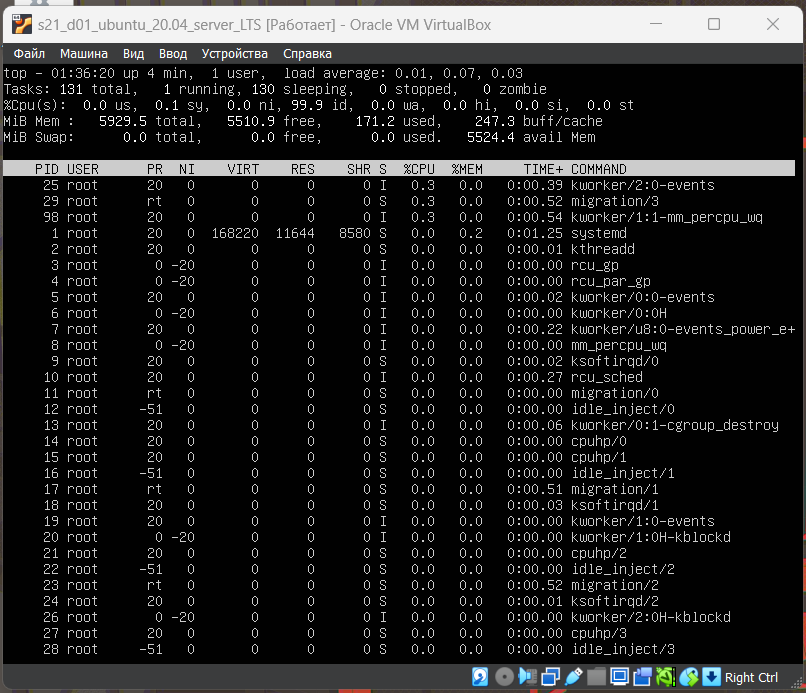 s21_d01_ubuntu_20.04_server_LTS [Работает] - Oracle VM VirtualBox
Файл Машина Вид Ввод Устройства Справка
top - 01:36:20 up 4 min,  1 user,  load average: 0.01, 0.07, 0.03
Tasks: 131 total,   1 running, 130 sleeping,   0 stopped,   0 zombie
%Cpu(s):  0.0 us,  0.1 sy,  0.0 ni, 99.9 id,  0.0 wa,  0.0 hi,  0.0 si,  0.0 st
MiB Mem :   5929.5 total,   5510.9 free,    171.2 used,    247.3 buff/cache
MiB Swap:      0.0 total,      0.0 free,      0.0 used.   5524.4 avail Mem
PID USER PR NI VIRT RES SHR S %CPU %MEM TIME+ COMMAND
25 root 20 0 0 0 0 I 0.3 0.0 0:00.39 kworker/2:0-events
29 root rt 0 0 0 0 S 0.3 0.0 0:00.52 migration/3
98 root 20 0 0 0 0 I 0.3 0.0 0:00.54 kworker/1:1-mm_percpu_wq
1 root 20 0 168220 11644 8580 S 0.0 0.2 0:01.25 systemd
2 root 20 0 0 0 0 S 0.0 0.0 0:00.01 kthreadd
3 root 0 -20 0 0 0 I 0.0 0.0 0:00.00 rcu_gp
4 root 0 -20 0 0 0 I 0.0 0.0 0:00.00 rcu_par_gp
5 root 20 0 0 0 0 I 0.0 0.0 0:00.02 kworker/0:0-events
6 root 0 -20 0 0 0 I 0.0 0.0 0:00.00 kworker/0:0H
7 root 20 0 0 0 0 I 0.0 0.0 0:00.22 kworker/u8:0-events_power_e+
8 root 0 -20 0 0 0 I 0.0 0.0 0:00.00 mm_percpu_wq
9 root 20 0 0 0 0 S 0.0 0.0 0:00.02 ksoftirqd/0
10 root 20 0 0 0 0 I 0.0 0.0 0:00.27 rcu_sched
11 root rt 0 0 0 0 S 0.0 0.0 0:00.00 migration/0
12 root -51 0 0 0 0 S 0.0 0.0 0:00.00 idle_inject/0
13 root 20 0 0 0 0 I 0.0 0.0 0:00.06 kworker/0:1-cgroup_destroy
14 root 20 0 0 0 0 S 0.0 0.0 0:00.00 cpuhp/0
15 root 20 0 0 0 0 S 0.0 0.0 0:00.00 cpuhp/1
16 root -51 0 0 0 0 S 0.0 0.0 0:00.00 idle_inject/1
17 root rt 0 0 0 0 S 0.0 0.0 0:00.51 migration/1
18 root 20 0 0 0 0 S 0.0 0.0 0:00.03 ksoftirqd/1
19 root 20 0 0 0 0 I 0.0 0.0 0:00.00 kworker/1:0-events
20 root 0 -20 0 0 0 I 0.0 0.0 0:00.00 kworker/1:0H-kblockd
21 root 20 0 0 0 0 S 0.0 0.0 0:00.00 cpuhp/2
22 root -51 0 0 0 0 S 0.0 0.0 0:00.00 idle_inject/2
23 root rt 0 0 0 0 S 0.0 0.0 0:00.52 migration/2
24 root 20 0 0 0 0 S 0.0 0.0 0:00.01 ksoftirqd/2
26 root 0 -20 0 0 0 I 0.0 0.0 0:00.00 kworker/2:0H-kblockd
27 root 20 0 0 0 0 S 0.0 0.0 0:00.00 cpuhp/3
28 root -51 0 0 0 0 S 0.0 0.0 0:00.00 idle_inject/3
Right Ctrl